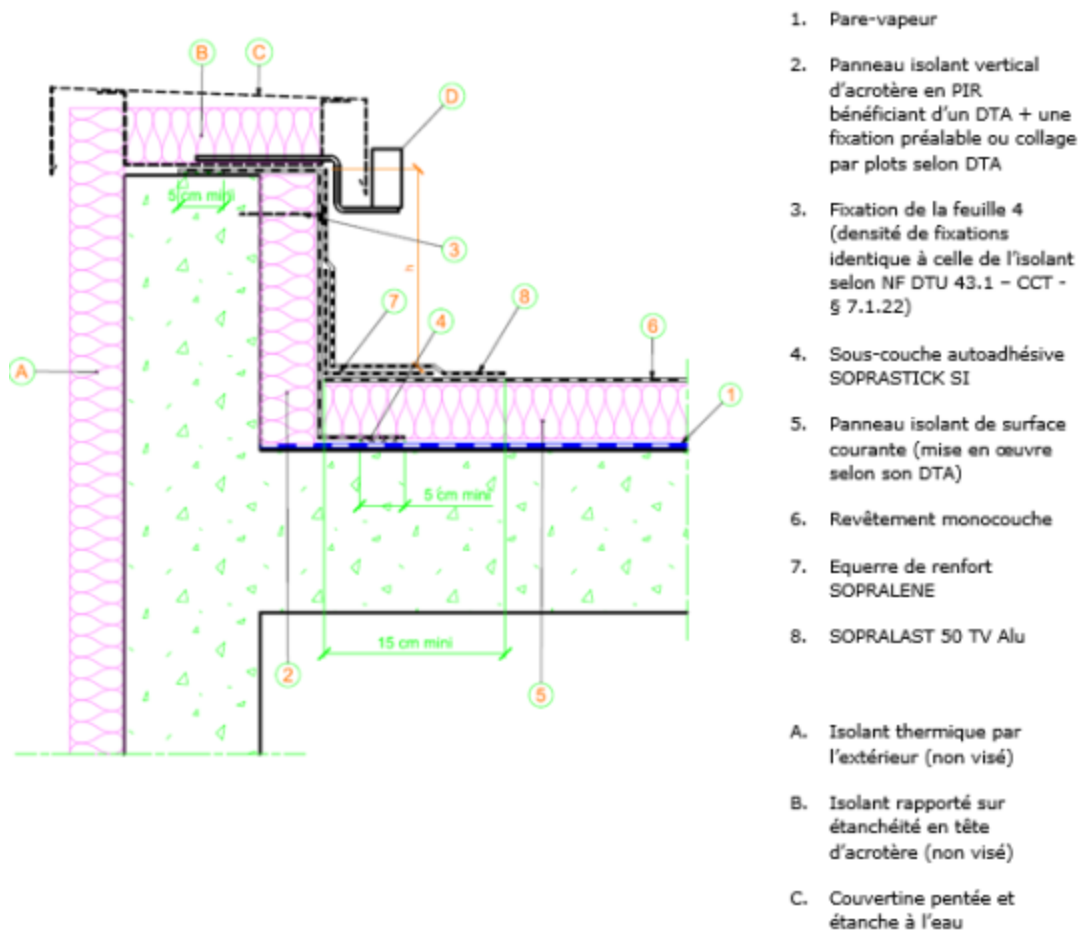 B
C
D
5 cm mini
3
h
7
4
8
6
A
1
5 cm mini
15 cm mini
2
5
1. Pare-vapeur
2. Panneau isolant vertical
d'acrotère en PIR
bénéficiant d'un DTA + une
fixation préalable ou collage
par plots selon DTA
3. Fixation de la feuille 4
(densité de fixations
identique à celle de l'isolant
selon NF DTU 43.1 – CCT -
§ 7.1.22)
4. Sous-couche autoadhésive
SOPRASTICK SI
5. Panneau isolant de surface
courante (mise en œuvre
selon son DTA)
6. Revêtement monocouche
7. Equerre de renfort
SOPRALENE
8. SOPRALAST 50 TV Alu
A. Isolant thermique par
l'extérieur (non visé)
B. Isolant rapporté sur
étanchéité en tête
d'acrotère (non visé)
C. Couvertine pentée et
étanche à l'eau